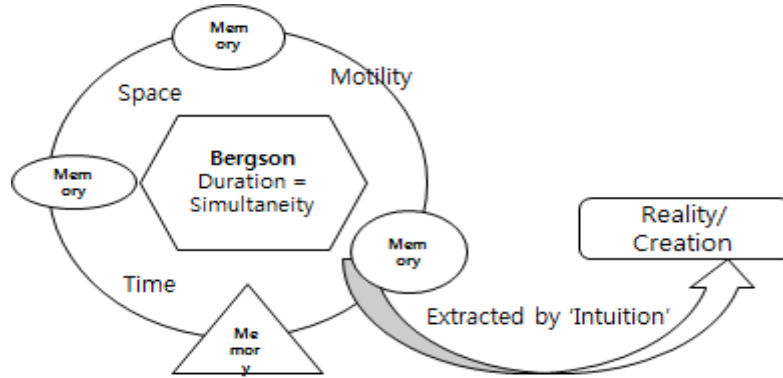 Mem
ory
Motility
Space
Bergson
Duration =
Simultaneity
Mem
ory
Mem
ory
Reality/
Creation
Time
Me
mor
y
Extracted by ‘Intuition’